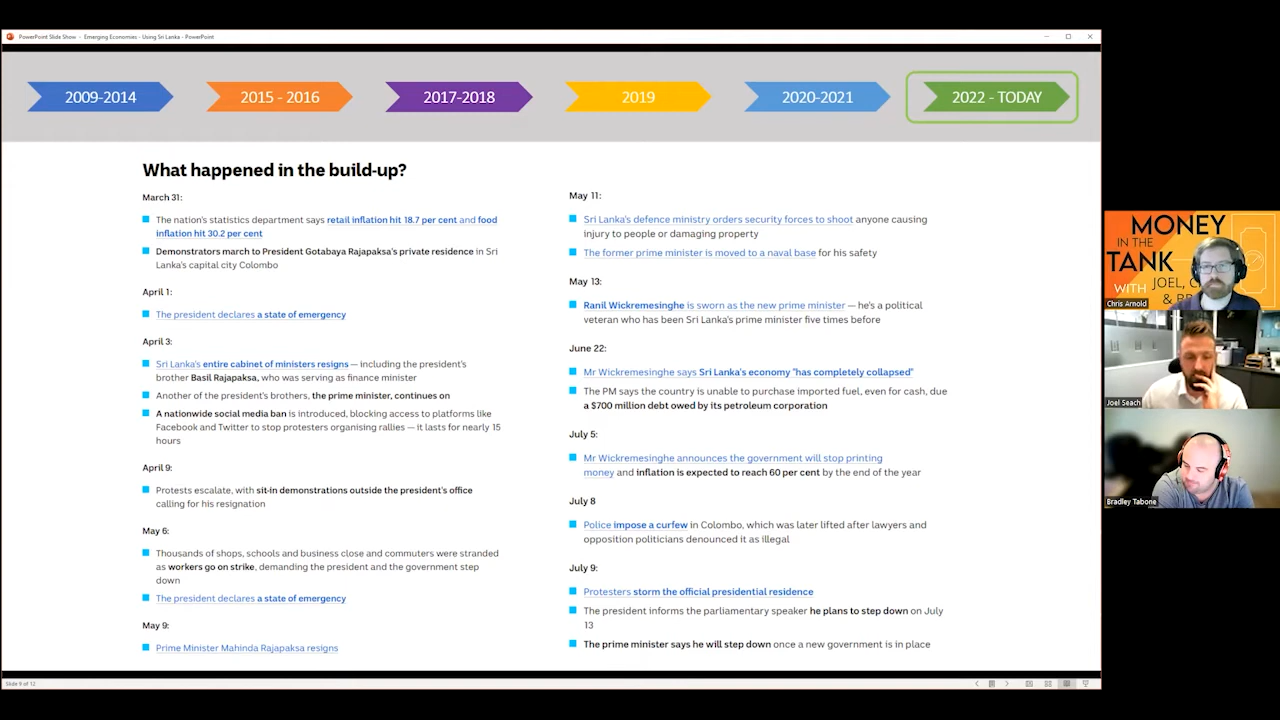 PowerPoint Slide Show - Emerging Economies - Using Sri Lanka - PowerPoint
2009-2014
2015 - 2016
2017-2018
2019
2020-2021
2022 - TODAY
What happened in the build-up?
March 31:
The nation's statistics department says retail inflation hit 18.7 per cent and food
inflation hit 30.2 per cent
Demonstrators march to President Gotabaya Rajapaksa's private residence in Sri
Lanka's capital city Colombo
April 1:
The president declares a state of emergency
April 3:
Sri Lanka's entire cabinet of ministers resigns — including the president's
brother Basil Rajapaksa, who was serving as finance minister
Another of the president's brothers, the prime minister, continues on
A nationwide social media ban is introduced, blocking access to platforms like
Facebook and Twitter to stop protesters organising rallies — it lasts for nearly 15
hours
April 9:
Protests escalate, with sit-in demonstrations outside the president's office
calling for his resignation
May 6:
Thousands of shops, schools and business close and commuters were stranded
as workers go on strike, demanding the president and the government step
down
The president declares a state of emergency
May 9:
Prime Minister Mahinda Rajapaksa resigns
May 11:
Sri Lanka's defence ministry orders security forces to shoot anyone causing
injury to people or damaging property
The former prime minister is moved to a naval base for his safety
May 13:
Ranil Wickremesinghe is sworn as the new prime minister — he's a political
veteran who has been Sri Lanka's prime minister five times before
June 22:
Mr Wickremesinghe says Sri Lanka's economy "has completely collapsed"
The PM says the country is unable to purchase imported fuel, even for cash, due
a $700 million debt owed by its petroleum corporation
July 5:
Mr Wickremesinghe announces the government will stop printing
money and inflation is expected to reach 60 per cent by the end of the year
July 8
Police impose a curfew in Colombo, which was later lifted after lawyers and
opposition politicians denounced it as illegal
July 9:
Protesters storm the official presidential residence
The president informs the parliamentary speaker he plans to step down on July
13
The prime minister says he will step down once a new government is in place
Slide 9 of 12
MONEY
IN THE
TANK
WITH JOEL, C
& BR
Chris Arnold
Joel Seach
Bradley Tabone